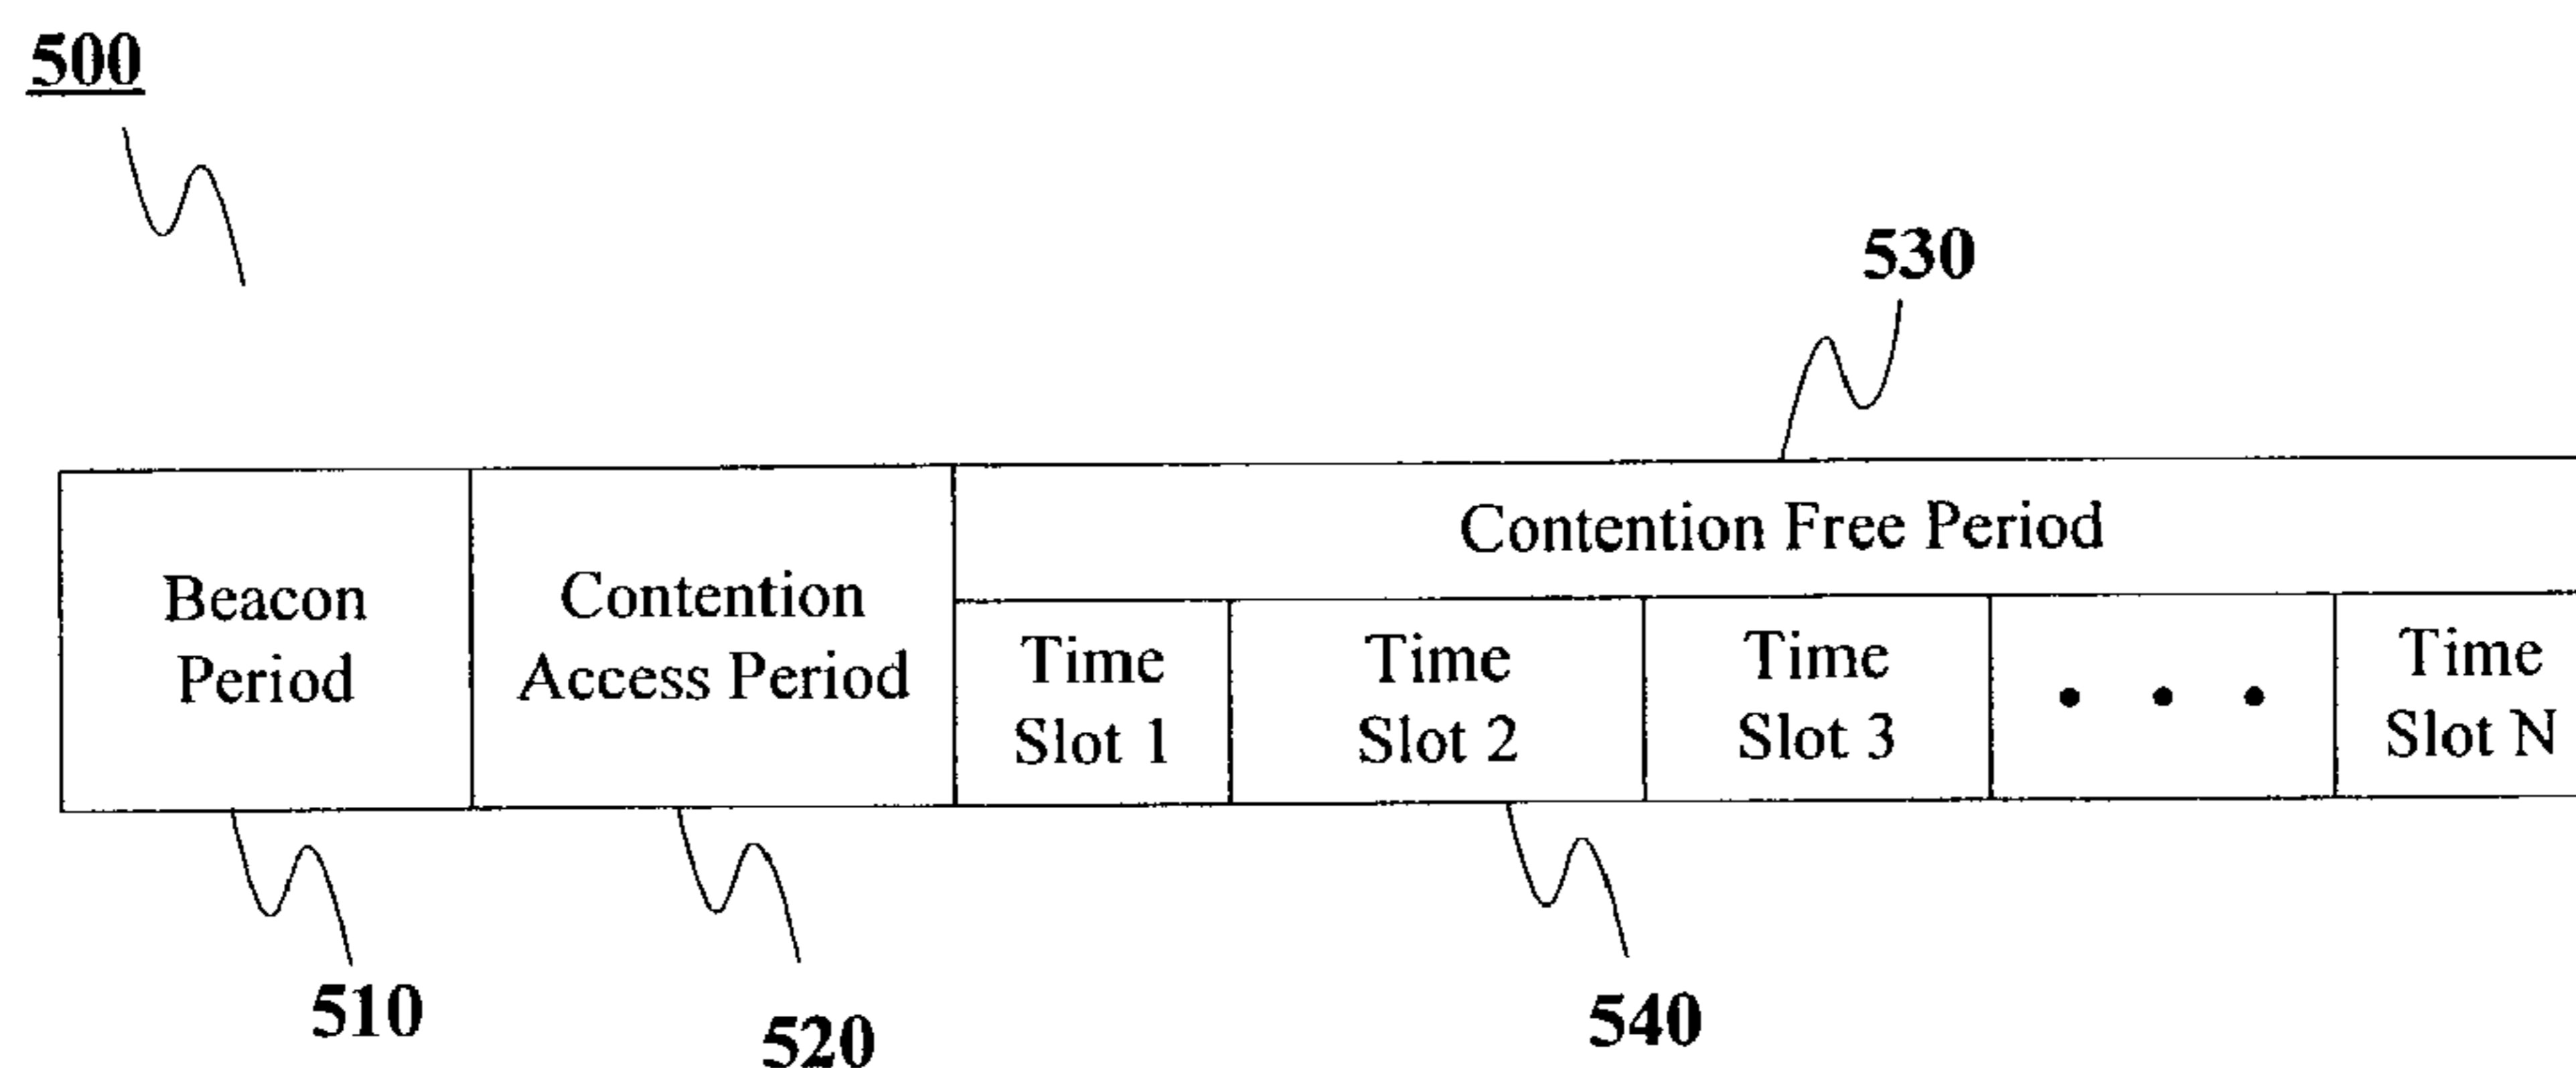 500
530
Contention Free Period
Beacon
Period
Contention
Access Period
Time
Slot 1
Time
Slot 2
Time
Slot 3
• • •
Time
Slot N
510
520
540